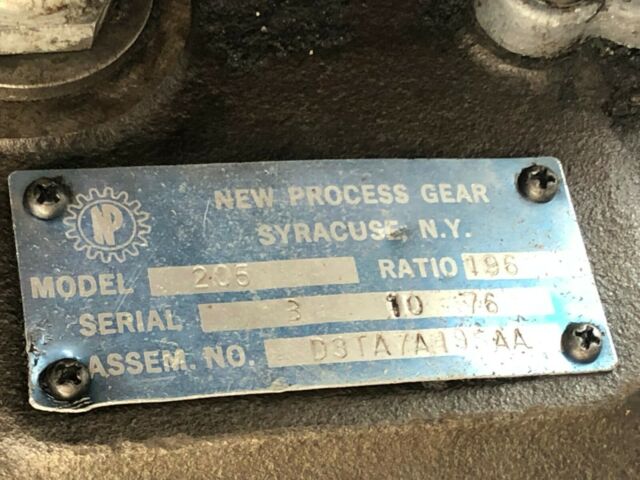 NP
NEW PROCESS GEAR
SYRACUSE, N.Y.
MODEL 205 RATIO 196
SERIAL 3 10 76
ASSEM. NO.